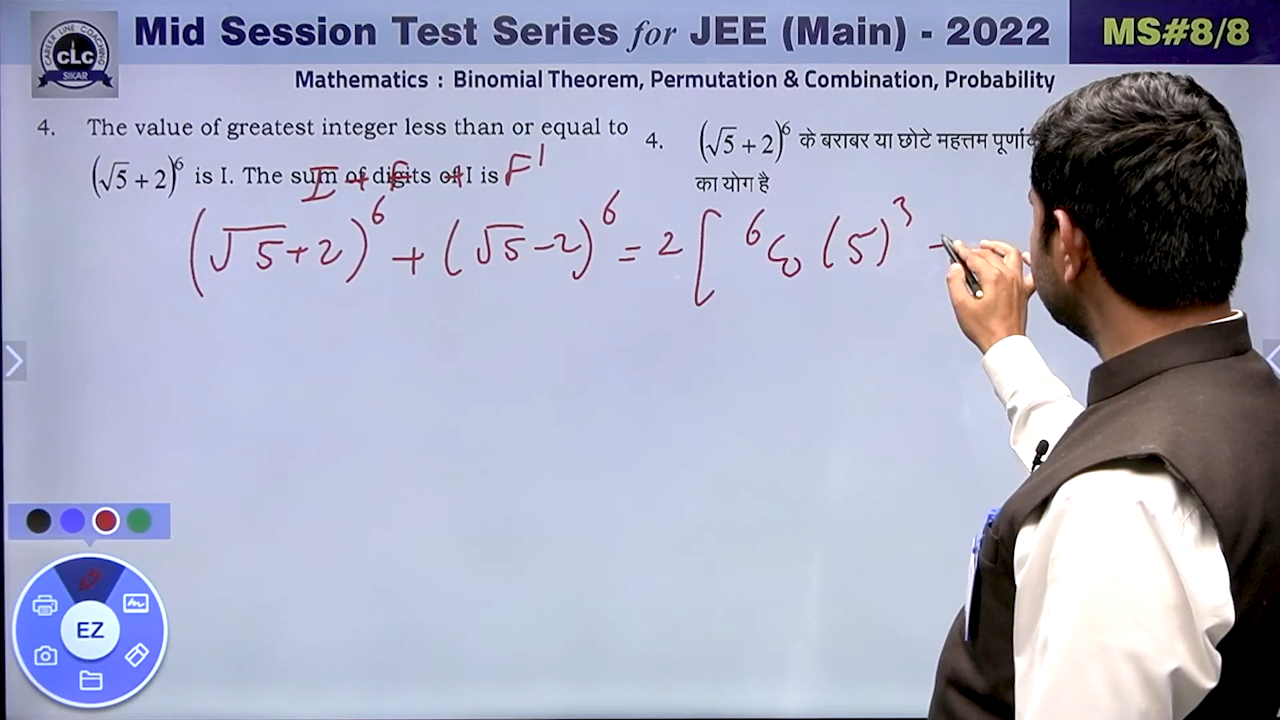 Mid Session Test Series for JEE (Main) - 2022
MS#8/8
CAREER LINE COACHING
CLC
SIKAR
Mathematics : Binomial Theorem, Permutation & Combination, Probability
4. The value of greatest integer less than or equal to
(√5 + 2)⁶ is I. The sum of digits of I is
I + f + F'
4. (√5 + 2)⁶ के बराबर या छोटे महत्तम पूर्णांक
का योग है
(√5+2)⁶ + (√5-2)⁶ = 2 [ ⁶C₀ (5)³
EZ